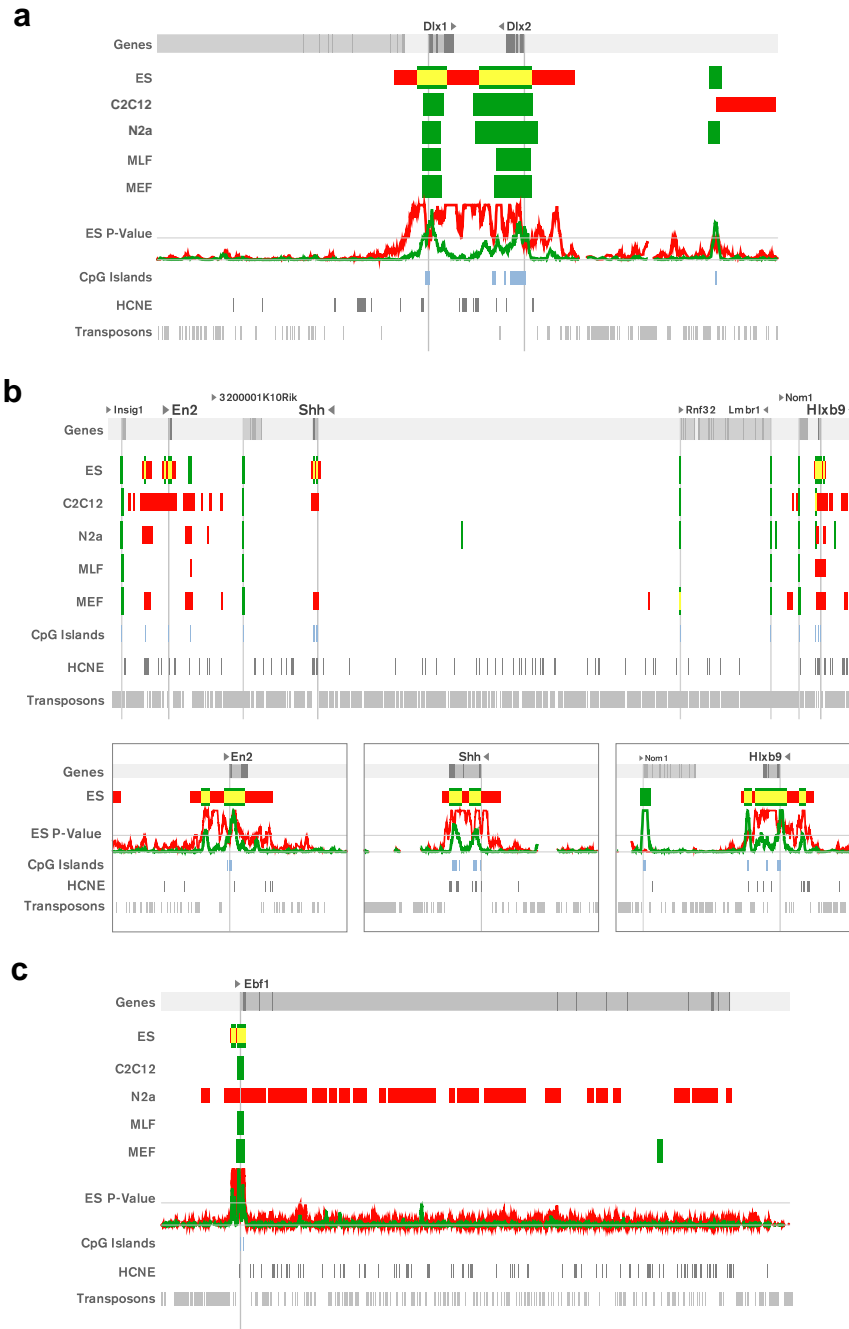 a
Dlx1 Dlx2
Genes
ES
C2C12
N2a
MLF
MEF
ES P-Value
CpG Islands
HCNE
Transposons
b
3200001K10Rik Nom1
Insig1 En2 Shh Rnf32 Lmbr1 Hlxb9
Genes
ES
C2C12
N2a
MLF
MEF
CpG Islands
HCNE
Transposons
En2 Shh Nom1 Hlxb9
Genes
ES
ES P-Value
CpG Islands
HCNE
Transposons
c
Ebf1
Genes
ES
C2C12
N2a
MLF
MEF
ES P-Value
CpG Islands
HCNE
Transposons